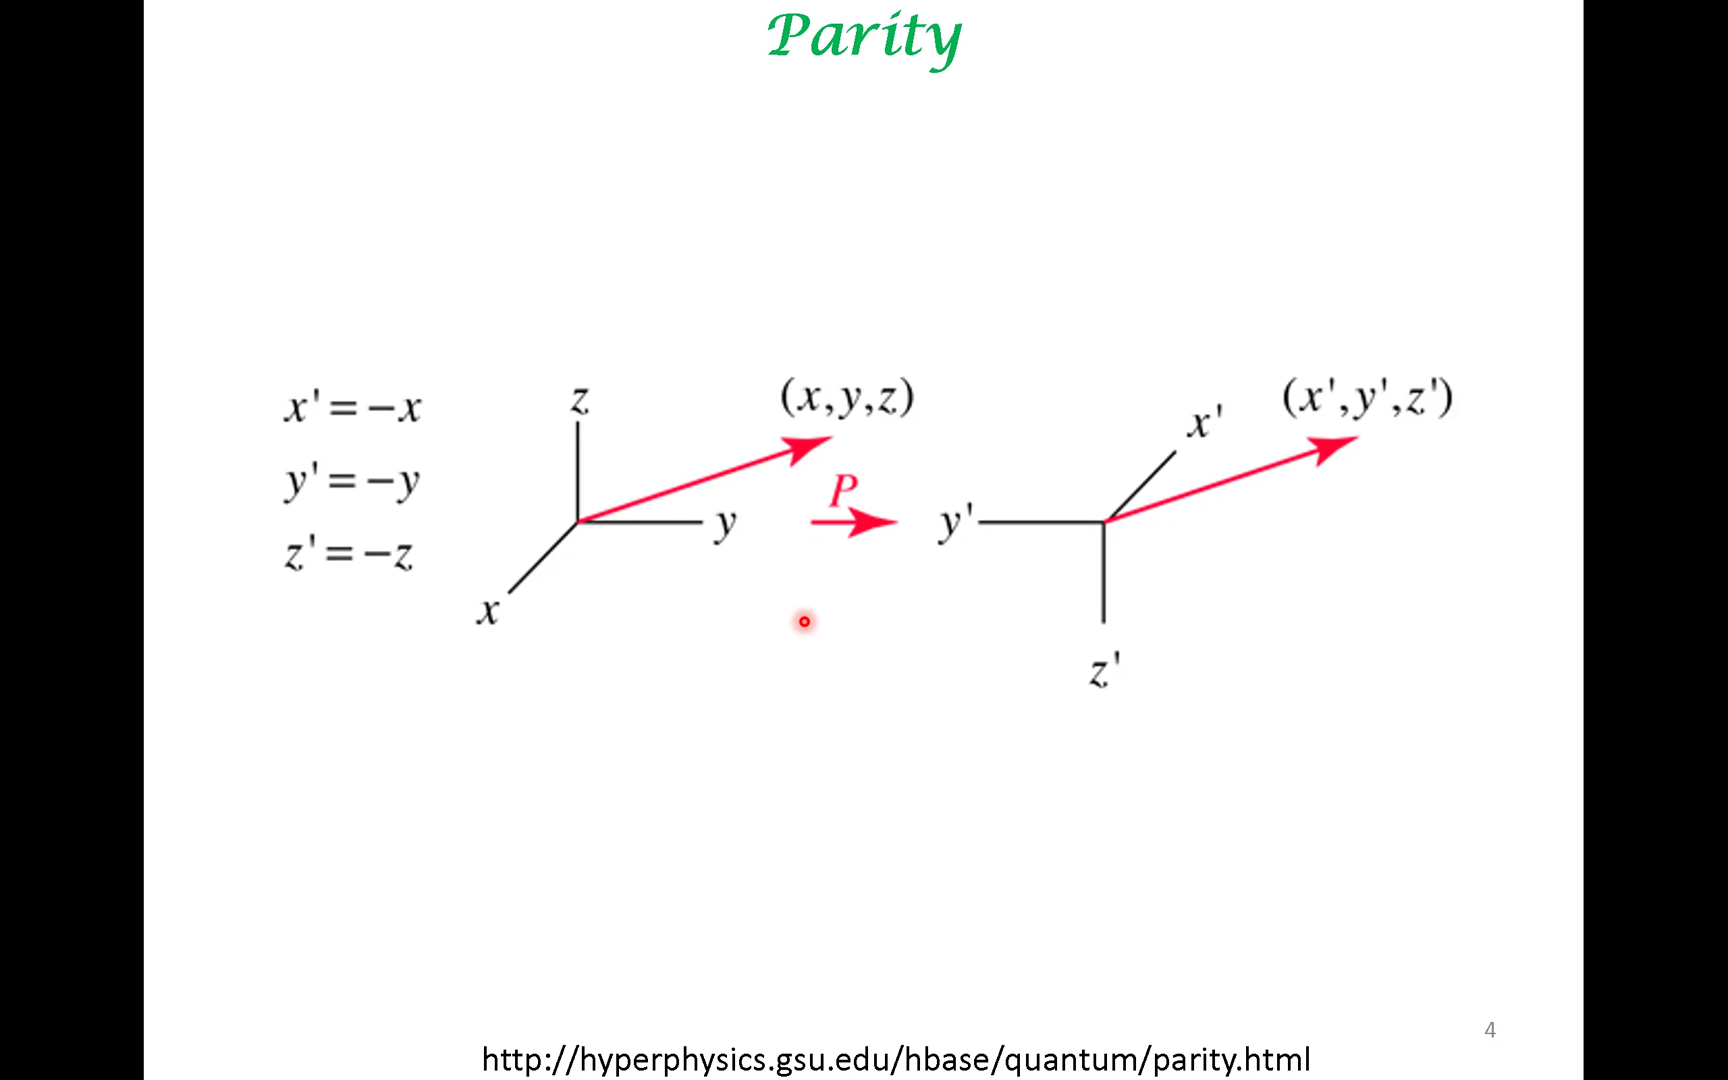 Parity
x' = −x
y' = −y
z' = −z
z
(x,y,z)
y
x
P
x'
(x',y',z')
y'
z'
4
http://hyperphysics.gsu.edu/hbase/quantum/parity.html